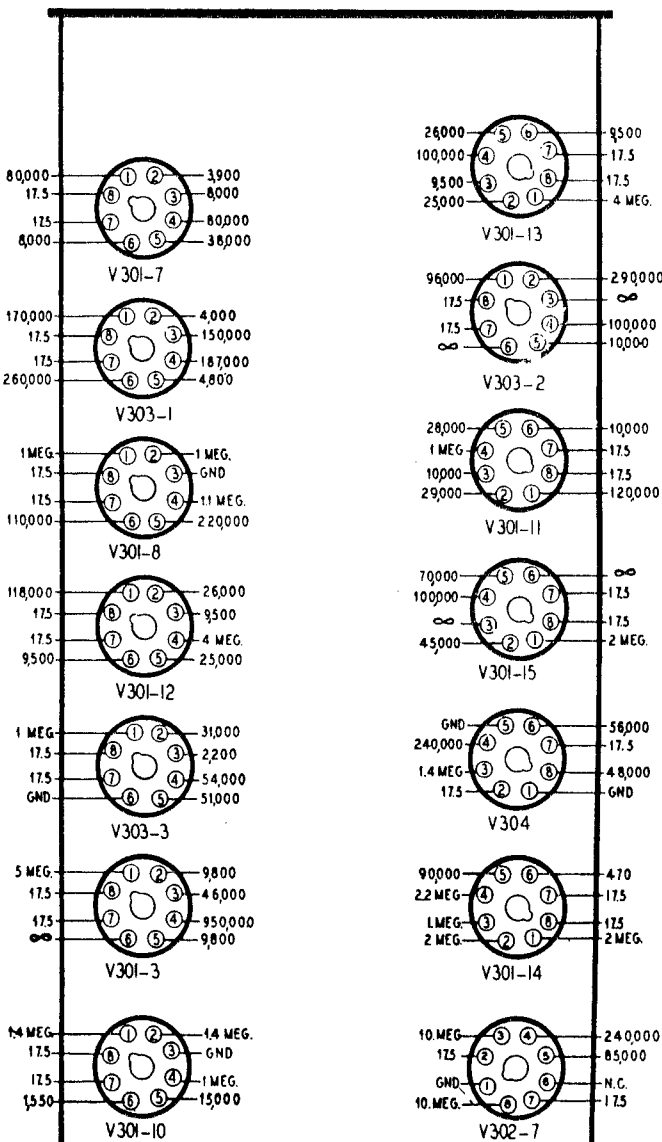 80,000 1 2 3,900
17.5 8 3 8,000
17.5 7 4 80,000
8,000 6 5 38,000
V301-7
170,000 1 2 4,000
17.5 8 3 150,000
17.5 7 4 187,000
260,000 6 5 4,800
V303-1
1 MEG. 1 2 1 MEG.
17.5 8 3 GND
17.5 7 4 1.1 MEG.
110,000 6 5 220,000
V301-8
118,000 1 2 26,000
17.5 8 3 9,500
17.5 7 4 4 MEG.
9,500 6 5 25,000
V301-12
1 MEG 1 2 31,000
17.5 8 3 2,200
17.5 7 4 54,000
GND 6 5 51,000
V303-3
5 MEG. 1 2 9,800
17.5 8 3 46,000
17.5 7 4 950,000
∞ 6 5 9,800
V301-3
1.4 MEG. 1 2 1.4 MEG.
17.5 8 3 GND
17.5 7 4 1 MEG.
1,550 6 5 15,000
V301-10
26,000 5 6 9,500
100,000 4 7 17.5
9,500 3 8 17.5
25,000 2 1 4 MEG.
V301-13
96,000 1 2 290,000
17.5 8 3 ∞
17.5 7 4 100,000
∞ 6 5 10,000
V303-2
28,000 5 6 10,000
1 MEG 4 7 17.5
10,000 3 8 17.5
29,000 2 1 120,000
V301-11
70,000 5 6 ∞
100,000 4 7 17.5
∞ 3 8 17.5
45,000 2 1 2 MEG.
V301-15
GND 5 6 56,000
240,000 4 7 17.5
1.4 MEG 3 8 48,000
17.5 2 1 GND
V304
90,000 5 6 470
2.2 MEG 4 7 17.5
1 MEG. 3 8 17.5
2 MEG. 2 1 2 MEG.
V301-14
10. MEG 3 4 240,000
17.5 2 5 85,000
GND 1 6 N.C.
10. MEG. 8 7 17.5
V302-7